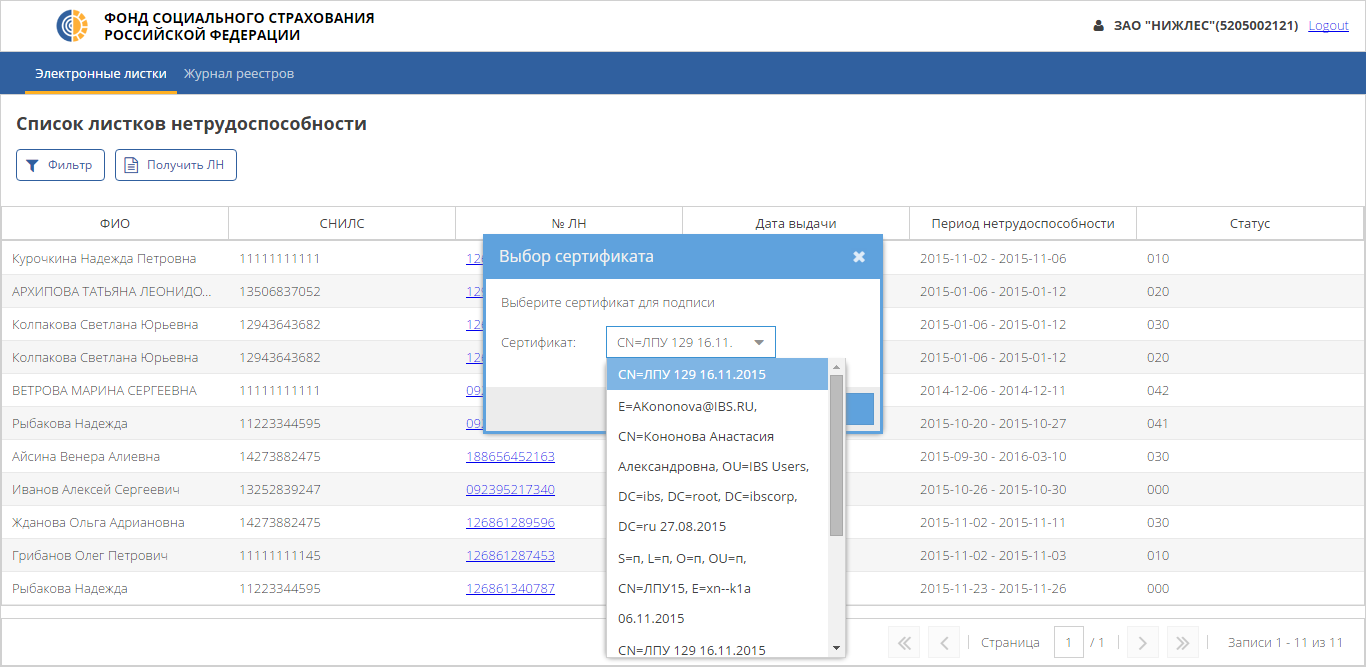 ФОНД СОЦИАЛЬНОГО СТРАХОВАНИЯ
РОССИЙСКОЙ ФЕДЕРАЦИИ
ЗАО "НИЖЛЕС"(5205002121) Logout
Электронные листки Журнал реестров
Список листков нетрудоспособности
Фильтр Получить ЛН
ФИО СНИЛС № ЛН Дата выдачи Период нетрудоспособности Статус
Курочкина Надежда Петровна 11111111111 2015-11-02 - 2015-11-06 010
АРХИПОВА ТАТЬЯНА ЛЕОНИДО... 13506837052 2015-01-06 - 2015-01-12 020
Колпакова Светлана Юрьевна 12943643682 2015-01-06 - 2015-01-12 030
Колпакова Светлана Юрьевна 12943643682 2015-01-06 - 2015-01-12 020
ВЕТРОВА МАРИНА СЕРГЕЕВНА 11111111111 2014-12-06 - 2014-12-11 042
Рыбакова Надежда 11223344595 2015-10-20 - 2015-10-27 041
Айсина Венера Алиевна 14273882475 188656452163 2015-09-30 - 2016-03-10 030
Иванов Алексей Сергеевич 13252839247 092395217340 2015-10-26 - 2015-10-30 000
Жданова Ольга Адриановна 14273882475 126861289596 2015-11-02 - 2015-11-11 030
Грибанов Олег Петрович 11111111145 126861287453 2015-11-02 - 2015-11-03 010
Рыбакова Надежда 11223344595 126861340787 2015-11-23 - 2015-11-26 000
Выбор сертификата
Выберите сертификат для подписи
Сертификат: CN=ЛПУ 129 16.11.
CN=ЛПУ 129 16.11.2015
E=AKononova@IBS.RU,
CN=Кононова Анастасия
Александровна, OU=IBS Users,
DC=ibs, DC=root, DC=ibscorp,
DC=ru 27.08.2015
S=п, L=п, O=п, OU=п,
CN=ЛПУ15, E=xn--k1a
06.11.2015
CN=ЛПУ 129 16.11.2015
Страница 1 / 1 Записи 1 - 11 из 11